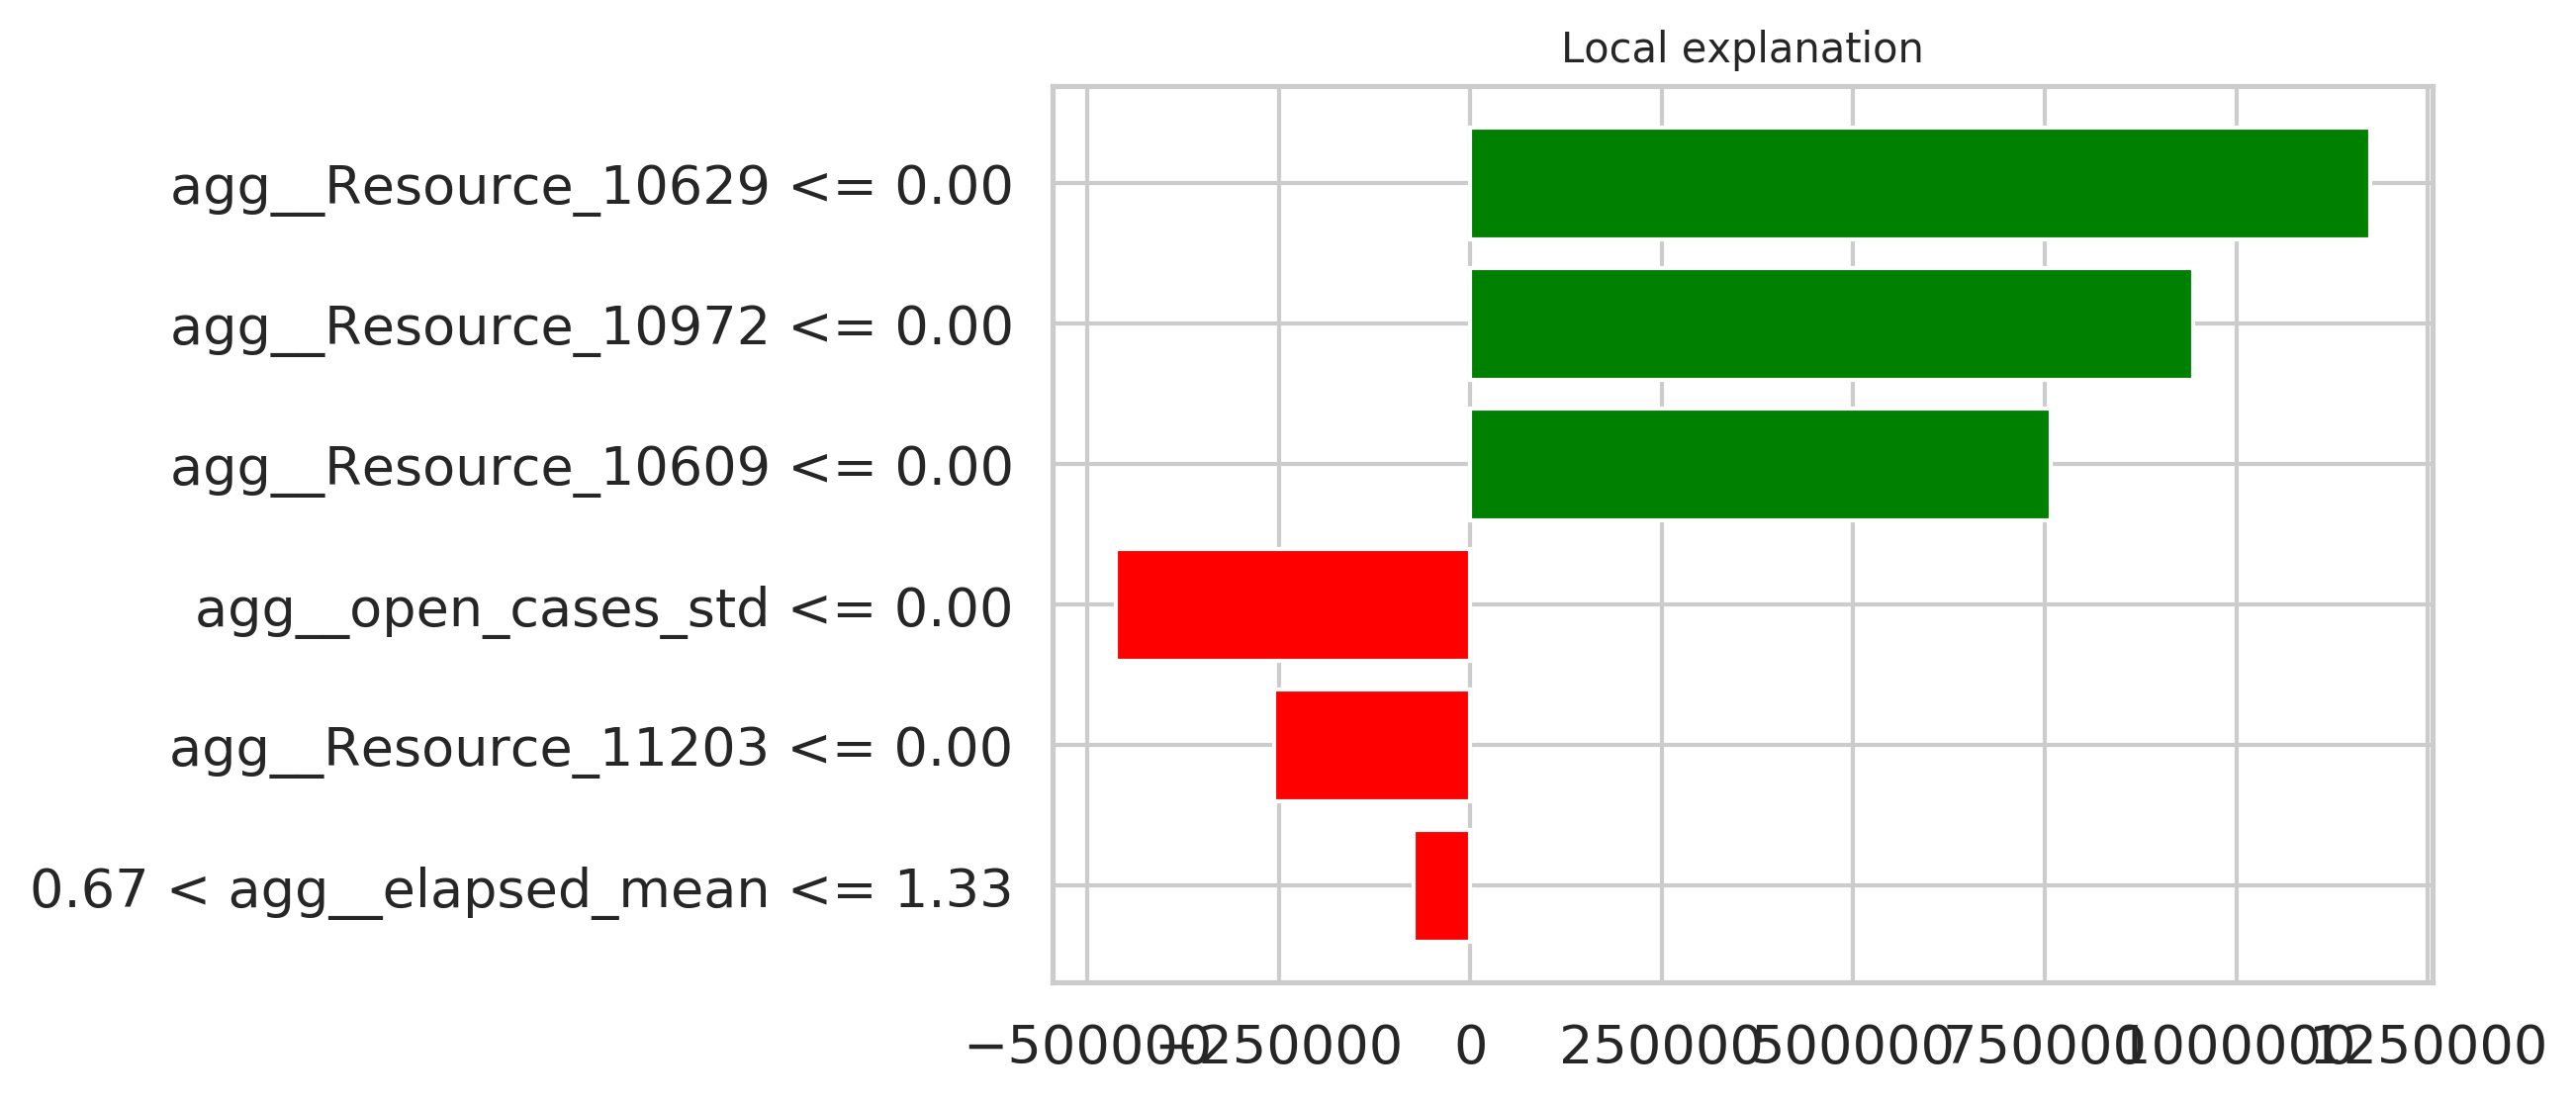 Local explanation
agg__Resource_10629 <= 0.00
agg__Resource_10972 <= 0.00
agg__Resource_10609 <= 0.00
agg__open_cases_std <= 0.00
agg__Resource_11203 <= 0.00
0.67 < agg__elapsed_mean <= 1.33
−500000 −250000 0 250000 500000 750000 1000000 1250000